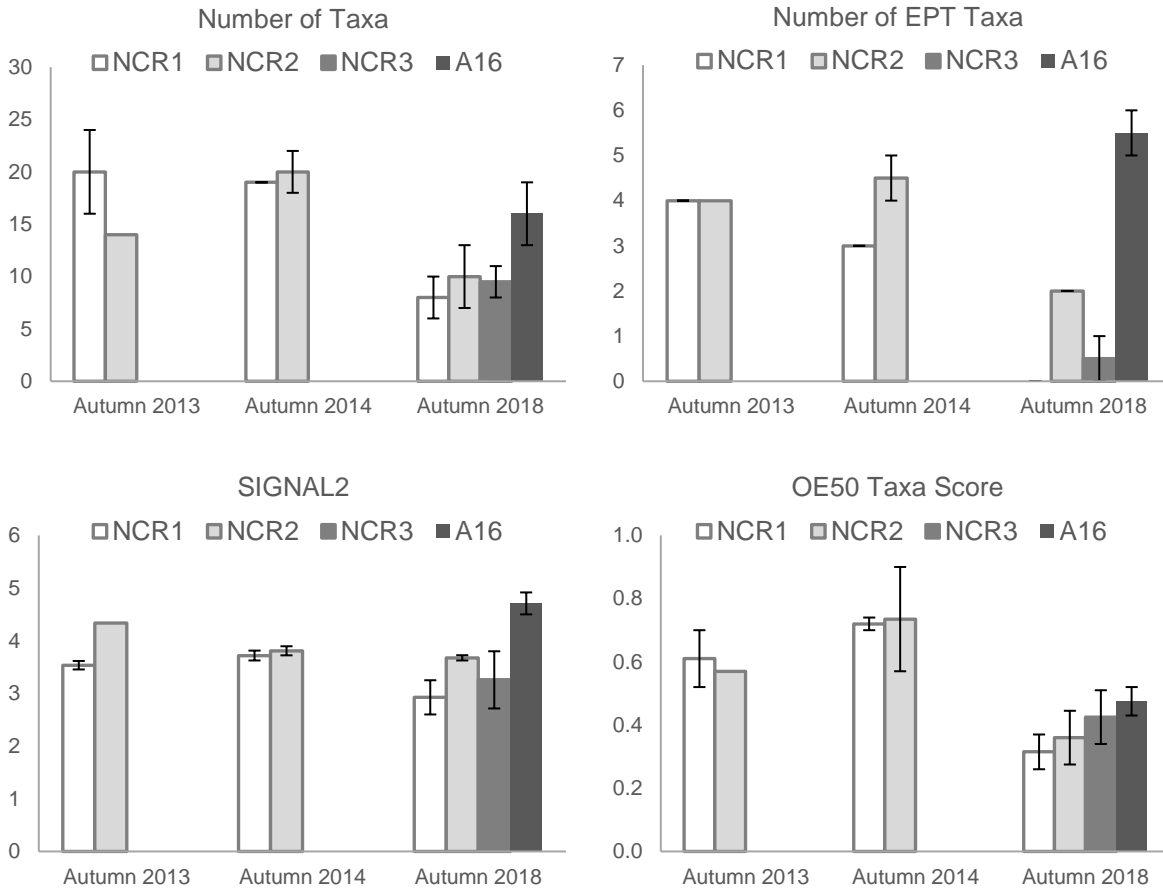 Number of Taxa
NCR1 NCR2 NCR3 A16
30
25
20
15
10
5
0
Autumn 2013 Autumn 2014 Autumn 2018
Number of EPT Taxa
NCR1 NCR2 NCR3 A16
7
6
5
4
3
2
1
0
Autumn 2013 Autumn 2014 Autumn 2018
SIGNAL2
NCR1 NCR2 NCR3 A16
6
5
4
3
2
1
0
Autumn 2013 Autumn 2014 Autumn 2018
OE50 Taxa Score
NCR1 NCR2 NCR3 A16
1.0
0.8
0.6
0.4
0.2
0.0
Autumn 2013 Autumn 2014 Autumn 2018